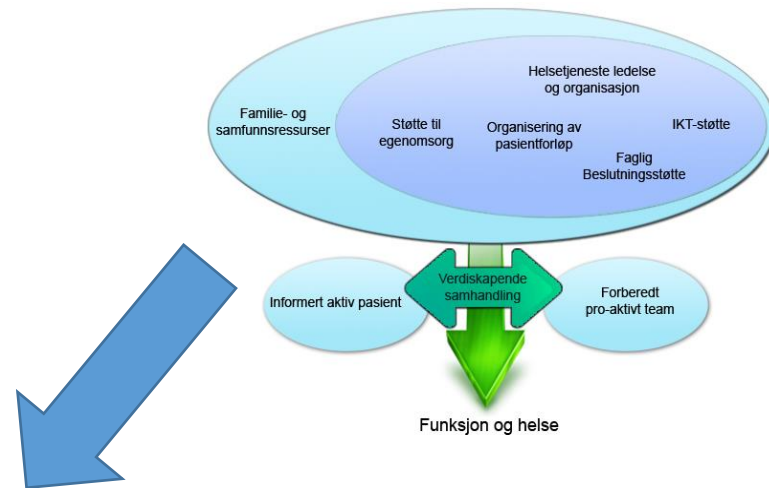 Helsetjeneste ledelse
og organisasjon
Familie- og
samfunnsressurser
Støtte til
egenomsorg
Organisering av
pasientforløp
IKT-støtte
Faglig
Beslutningsstøtte
Informert aktiv pasient
Verdiskapende
samhandling
Forberedt
pro-aktivt team
Funksjon og helse